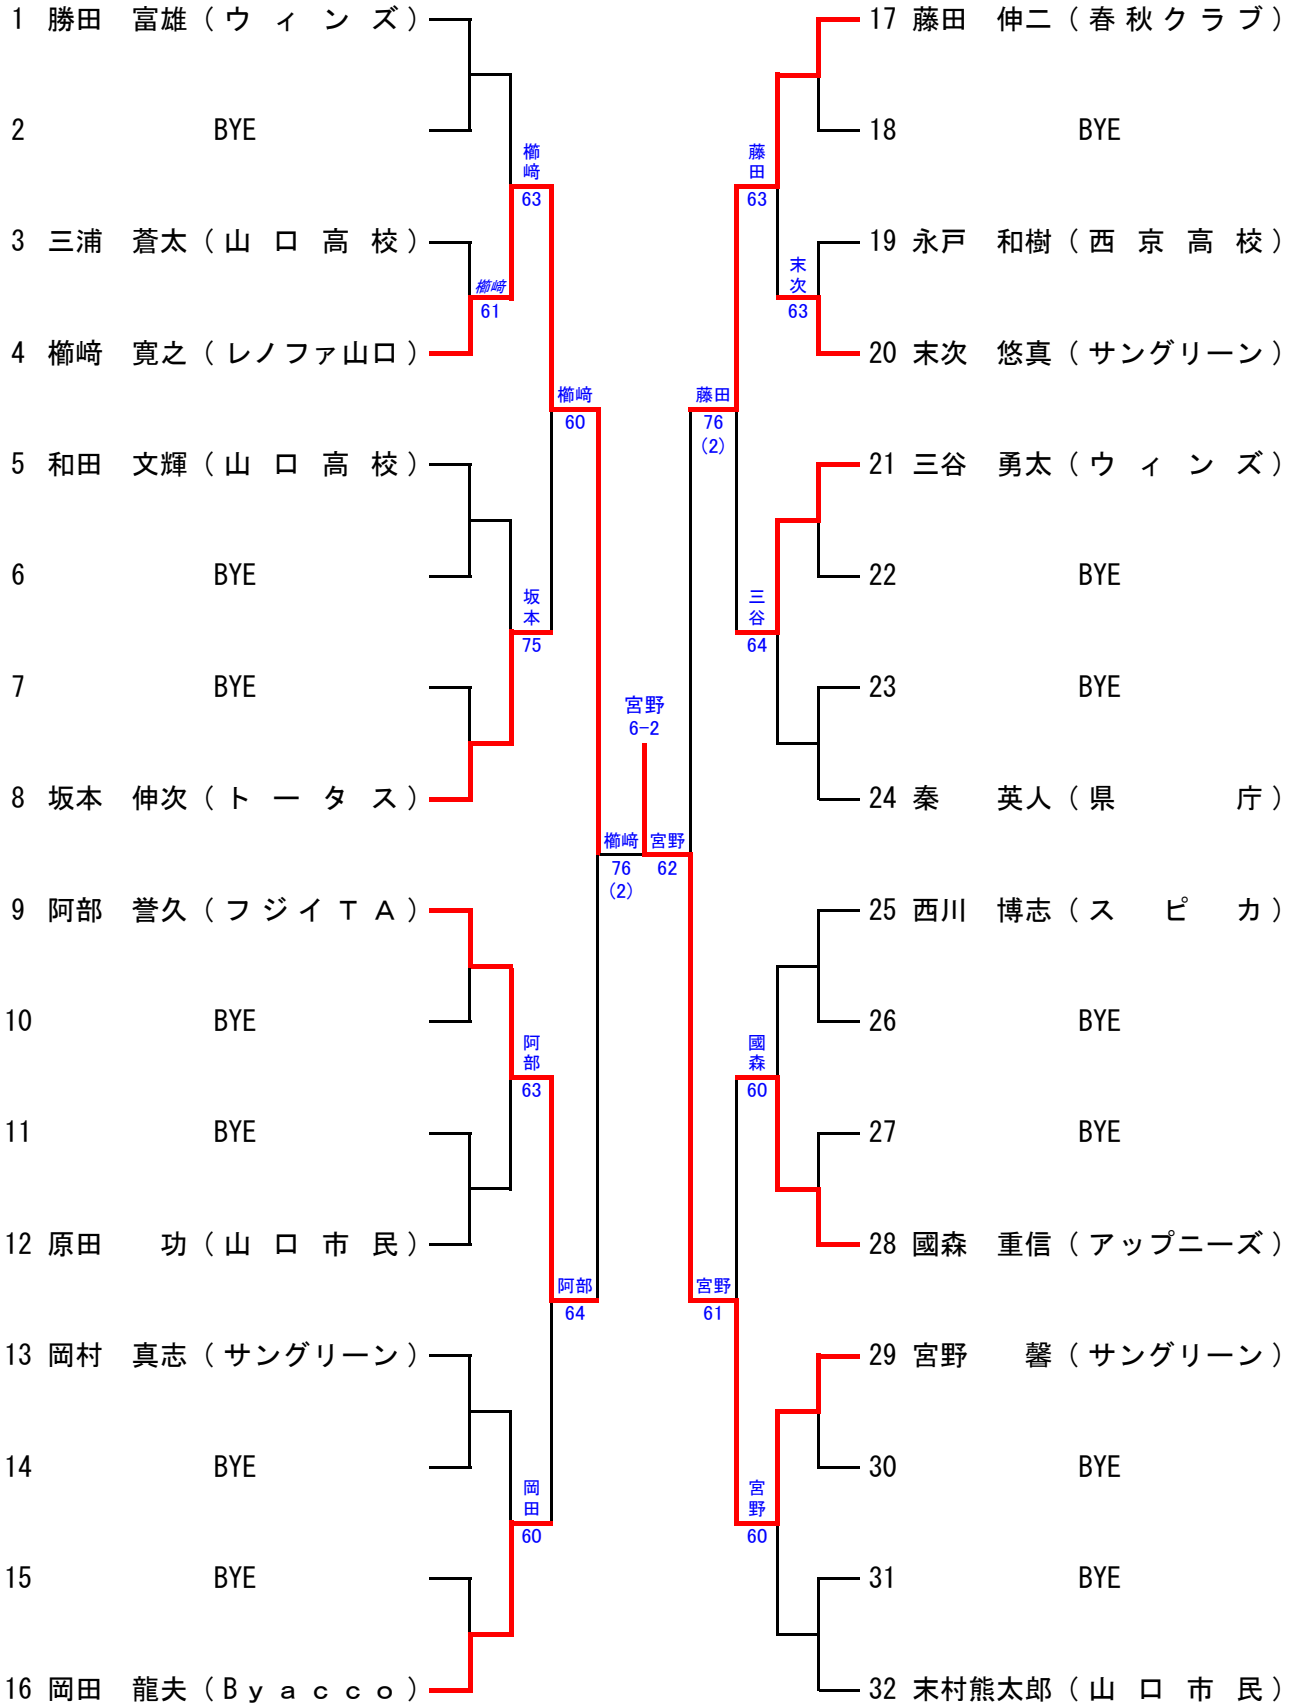 1 勝田 富雄（ウィンズ）
2 BYE
3 三浦 蒼太（山口高校）
4 櫛﨑 寛之（レノファ山口）
5 和田 文輝（山口高校）
6 BYE
7 BYE
8 坂本 伸次（トータス）
9 阿部 誉久（フジイＴＡ）
10 BYE
11 BYE
12 原田 功（山口市民）
13 岡村 真志（サングリーン）
14 BYE
15 BYE
16 岡田 龍夫（Ｂｙａｃｃｏ）
櫛﨑
61
櫛﨑
63
坂本
75
阿部
63
岡田
60
櫛﨑
60
阿部
64
櫛﨑
76
(2)
宮野
6-2
宮野
62
藤田
76
(2)
宮野
61
藤田
63
三谷
64
國森
60
宮野
60
末次
63
17 藤田 伸二（春秋クラブ）
18 BYE
19 永戸 和樹（西京高校）
20 末次 悠真（サングリーン）
21 三谷 勇太（ウィンズ）
22 BYE
23 BYE
24 秦 英人（県庁）
25 西川 博志（スピカ）
26 BYE
27 BYE
28 國森 重信（アップニーズ）
29 宮野 馨（サングリーン）
30 BYE
31 BYE
32 末村熊太郎（山口市民）